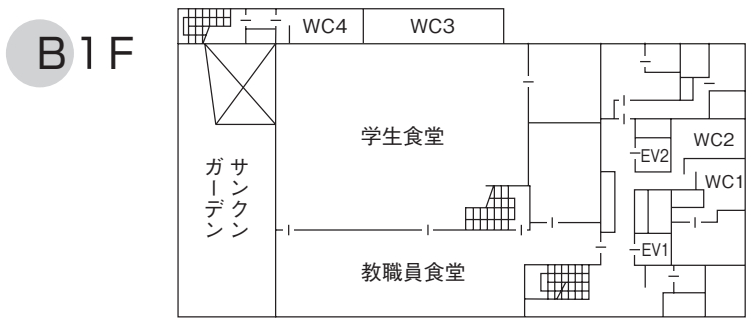 B1F
WC4
WC3
学生食堂
WC2
EV2
サンクン
ガーデン
WC1
教職員食堂
EV1